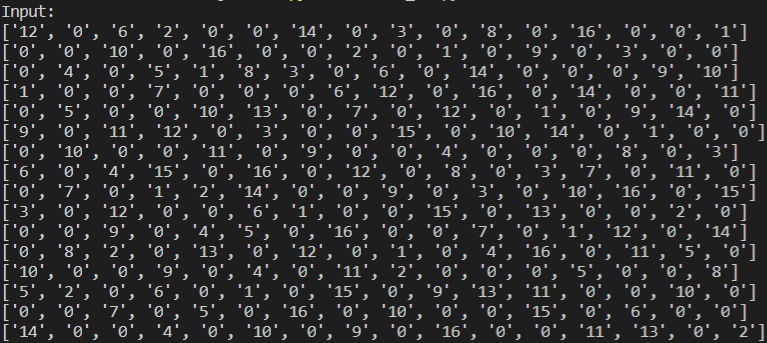 Input:
['12', '0', '6', '2', '0', '0', '14', '0', '3', '0', '8', '0', '16', '0', '0', '1']
['0', '0', '10', '0', '16', '0', '0', '2', '0', '1', '0', '9', '0', '3', '0', '0']
['0', '4', '0', '5', '1', '8', '3', '0', '6', '0', '14', '0', '0', '0', '9', '10']
['1', '0', '0', '7', '0', '0', '0', '6', '12', '0', '16', '0', '14', '0', '0', '11']
['0', '5', '0', '0', '10', '13', '0', '7', '0', '12', '0', '1', '0', '9', '14', '0']
['9', '0', '11', '12', '0', '3', '0', '0', '15', '0', '10', '14', '0', '1', '0', '0']
['0', '10', '0', '0', '11', '0', '9', '0', '0', '4', '0', '0', '0', '8', '0', '3']
['6', '0', '4', '15', '0', '16', '0', '12', '0', '8', '0', '3', '7', '0', '11', '0']
['0', '7', '0', '1', '2', '14', '0', '0', '9', '0', '3', '0', '10', '16', '0', '15']
['3', '0', '12', '0', '0', '6', '1', '0', '0', '15', '0', '13', '0', '0', '2', '0']
['0', '0', '9', '0', '4', '5', '0', '16', '0', '0', '7', '0', '1', '12', '0', '14']
['0', '8', '2', '0', '13', '0', '12', '0', '1', '0', '4', '16', '0', '11', '5', '0']
['10', '0', '0', '9', '0', '4', '0', '11', '2', '0', '0', '0', '5', '0', '0', '8']
['5', '2', '0', '6', '0', '1', '0', '15', '0', '9', '13', '11', '0', '0', '10', '0']
['0', '0', '7', '0', '5', '0', '16', '0', '10', '0', '0', '15', '0', '6', '0', '0']
['14', '0', '0', '4', '0', '10', '0', '9', '0', '16', '0', '0', '11', '13', '0', '2']